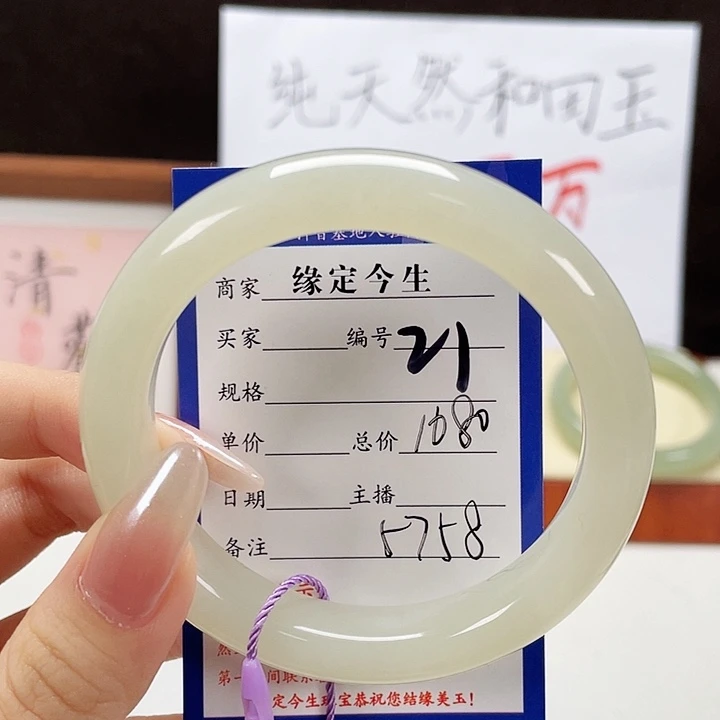 纯天然和田玉
万
清
商家 缘定今生
买家 编号 21
规格
单价 总价 1080
日期 主播
备注 5758
定今生珠宝恭祝您结缘美玉!